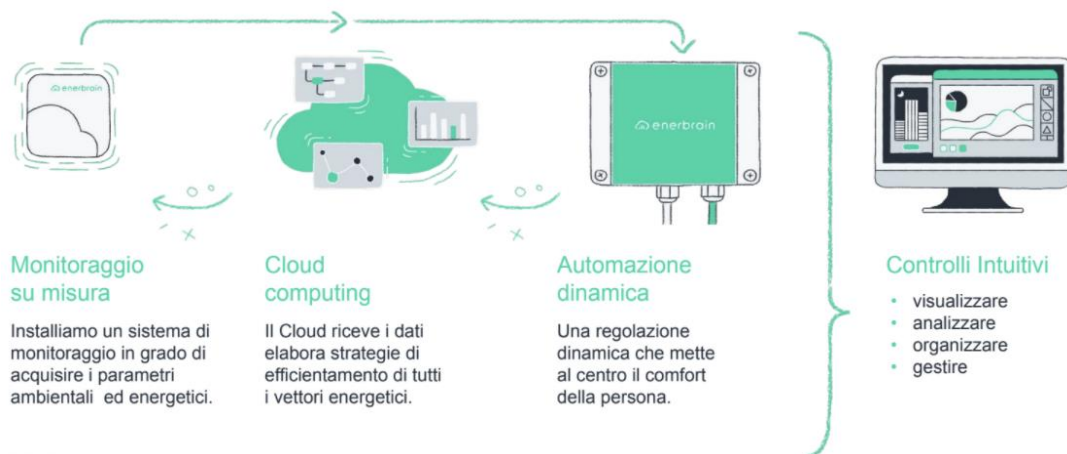 enerbrain
enerbrain
Monitoraggio
su misura
Installiamo un sistema di
monitoraggio in grado di
acquisire i parametri
ambientali ed energetici.
Cloud
computing
Il Cloud riceve i dati
elabora strategie di
efficientamento di tutti
i vettori energetici.
Automazione
dinamica
Una regolazione
dinamica che mette
al centro il comfort
della persona.
Controlli Intuitivi
• visualizzare
• analizzare
• organizzare
• gestire